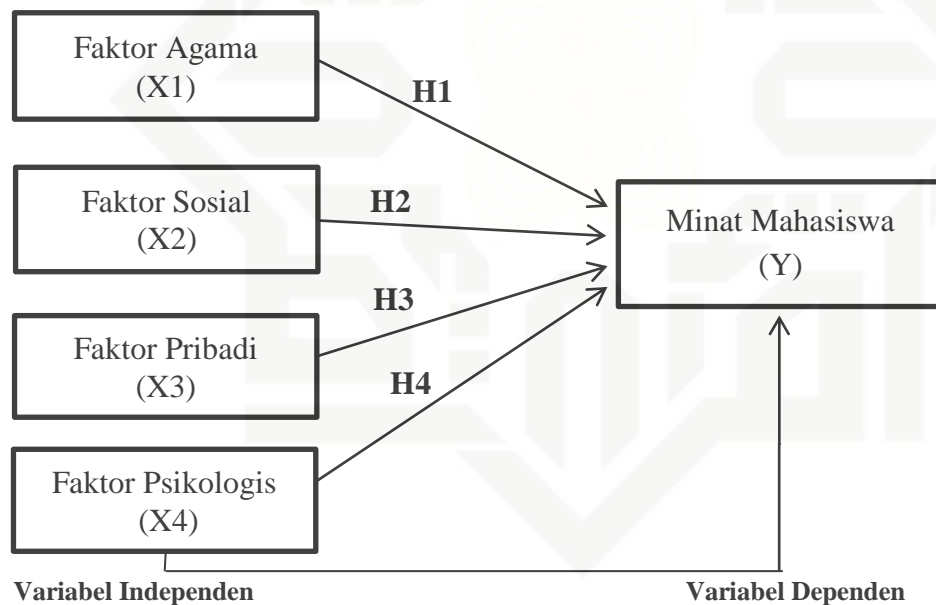 Faktor Agama
(X1)
H1
Faktor Sosial
(X2)
H2
Minat Mahasiswa
(Y)
Faktor Pribadi
(X3)
H3
H4
Faktor Psikologis
(X4)
Variabel Independen
Variabel Dependen